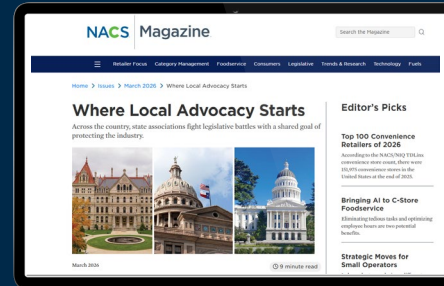 NACS Magazine
Search the Magazine
Retailer Focus Category Management Foodservice Consumers Legislative Trends & Research Technology Fuels
Home > Issues > March 2026 > Where Local Advocacy Starts
Where Local Advocacy Starts
Across the country, state associations fight legislative battles with a shared goal of
protecting the industry.
March 2026
9 minute read
Editor's Picks
Top 100 Convenience
Retailers of 2026
According to the NACS/NIQ TDLinx
convenience store count, there were
151,975 convenience stores in the
United States at the end of 2025.
Bringing AI to C-Store
Foodservice
Eliminating tedious tasks and optimizing
employee hours are two potential
benefits.
Strategic Moves for
Small Operators